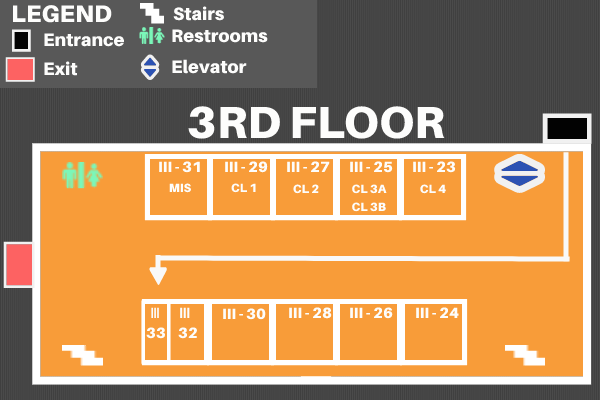 LEGEND
Entrance
Exit
Stairs
Restrooms
Elevator
3RD FLOOR
III - 31
MIS
III - 29
CL 1
III - 27
CL 2
III - 25
CL 3A
CL 3B
III - 23
CL 4
III
33
III
32
III - 30
III - 28
III - 26
III - 24